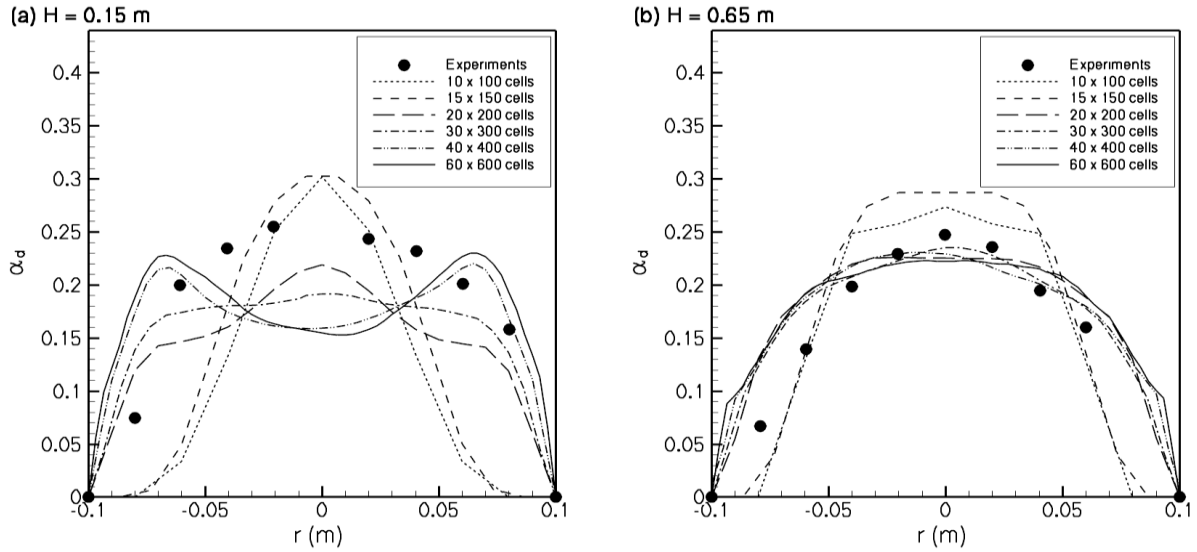 (a) H = 0.15 m
Experiments
10 x 100 cells
15 x 150 cells
20 x 200 cells
30 x 300 cells
40 x 400 cells
60 x 600 cells
0.4
0.35
0.3
0.25
0.2
0.15
0.1
0.05
0
α_d
-0.1
-0.05
0
0.05
0.1
r (m)
(b) H = 0.65 m
Experiments
10 x 100 cells
15 x 150 cells
20 x 200 cells
30 x 300 cells
40 x 400 cells
60 x 600 cells
0.4
0.35
0.3
0.25
0.2
0.15
0.1
0.05
0
α_d
-0.1
-0.05
0
0.05
0.1
r (m)